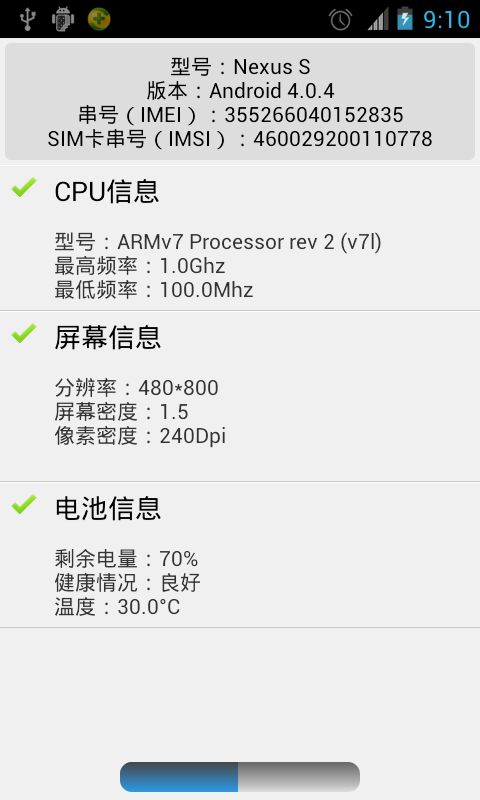 9:10
型号：Nexus S
版本：Android 4.0.4
串号（IMEI）：355266040152835
SIM卡串号（IMSI）：460029200110778
CPU信息
型号：ARMv7 Processor rev 2 (v7l)
最高频率：1.0Ghz
最低频率：100.0Mhz
屏幕信息
分辨率：480*800
屏幕密度：1.5
像素密度：240Dpi
电池信息
剩余电量：70%
健康情况：良好
温度：30.0°C